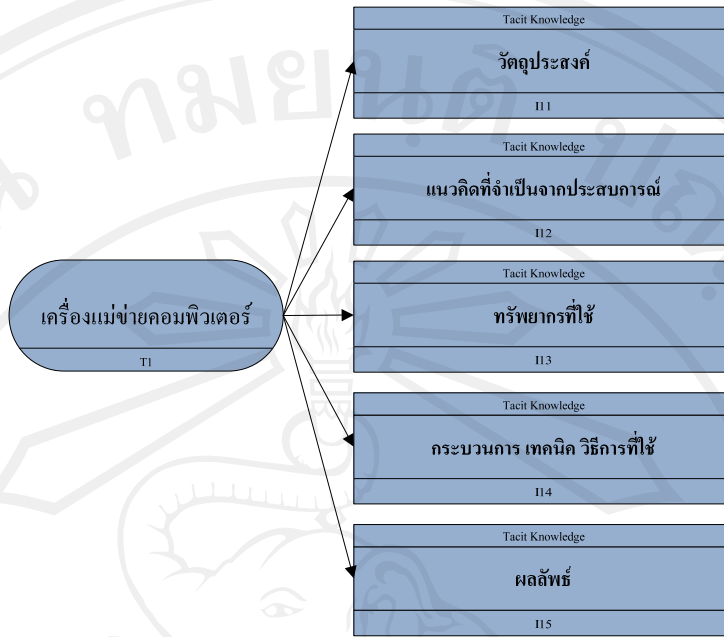 Tacit Knowledge
วัตถุประสงค์
I11
Tacit Knowledge
แนวคิดที่จำเป็นจากประสบการณ์
I12
เครื่องแม่ข่ายคอมพิวเตอร์
T1
Tacit Knowledge
ทรัพยากรที่ใช้
I13
Tacit Knowledge
กระบวนการ เทคนิค วิธีการที่ใช้
I14
Tacit Knowledge
ผลลัพธ์
I15